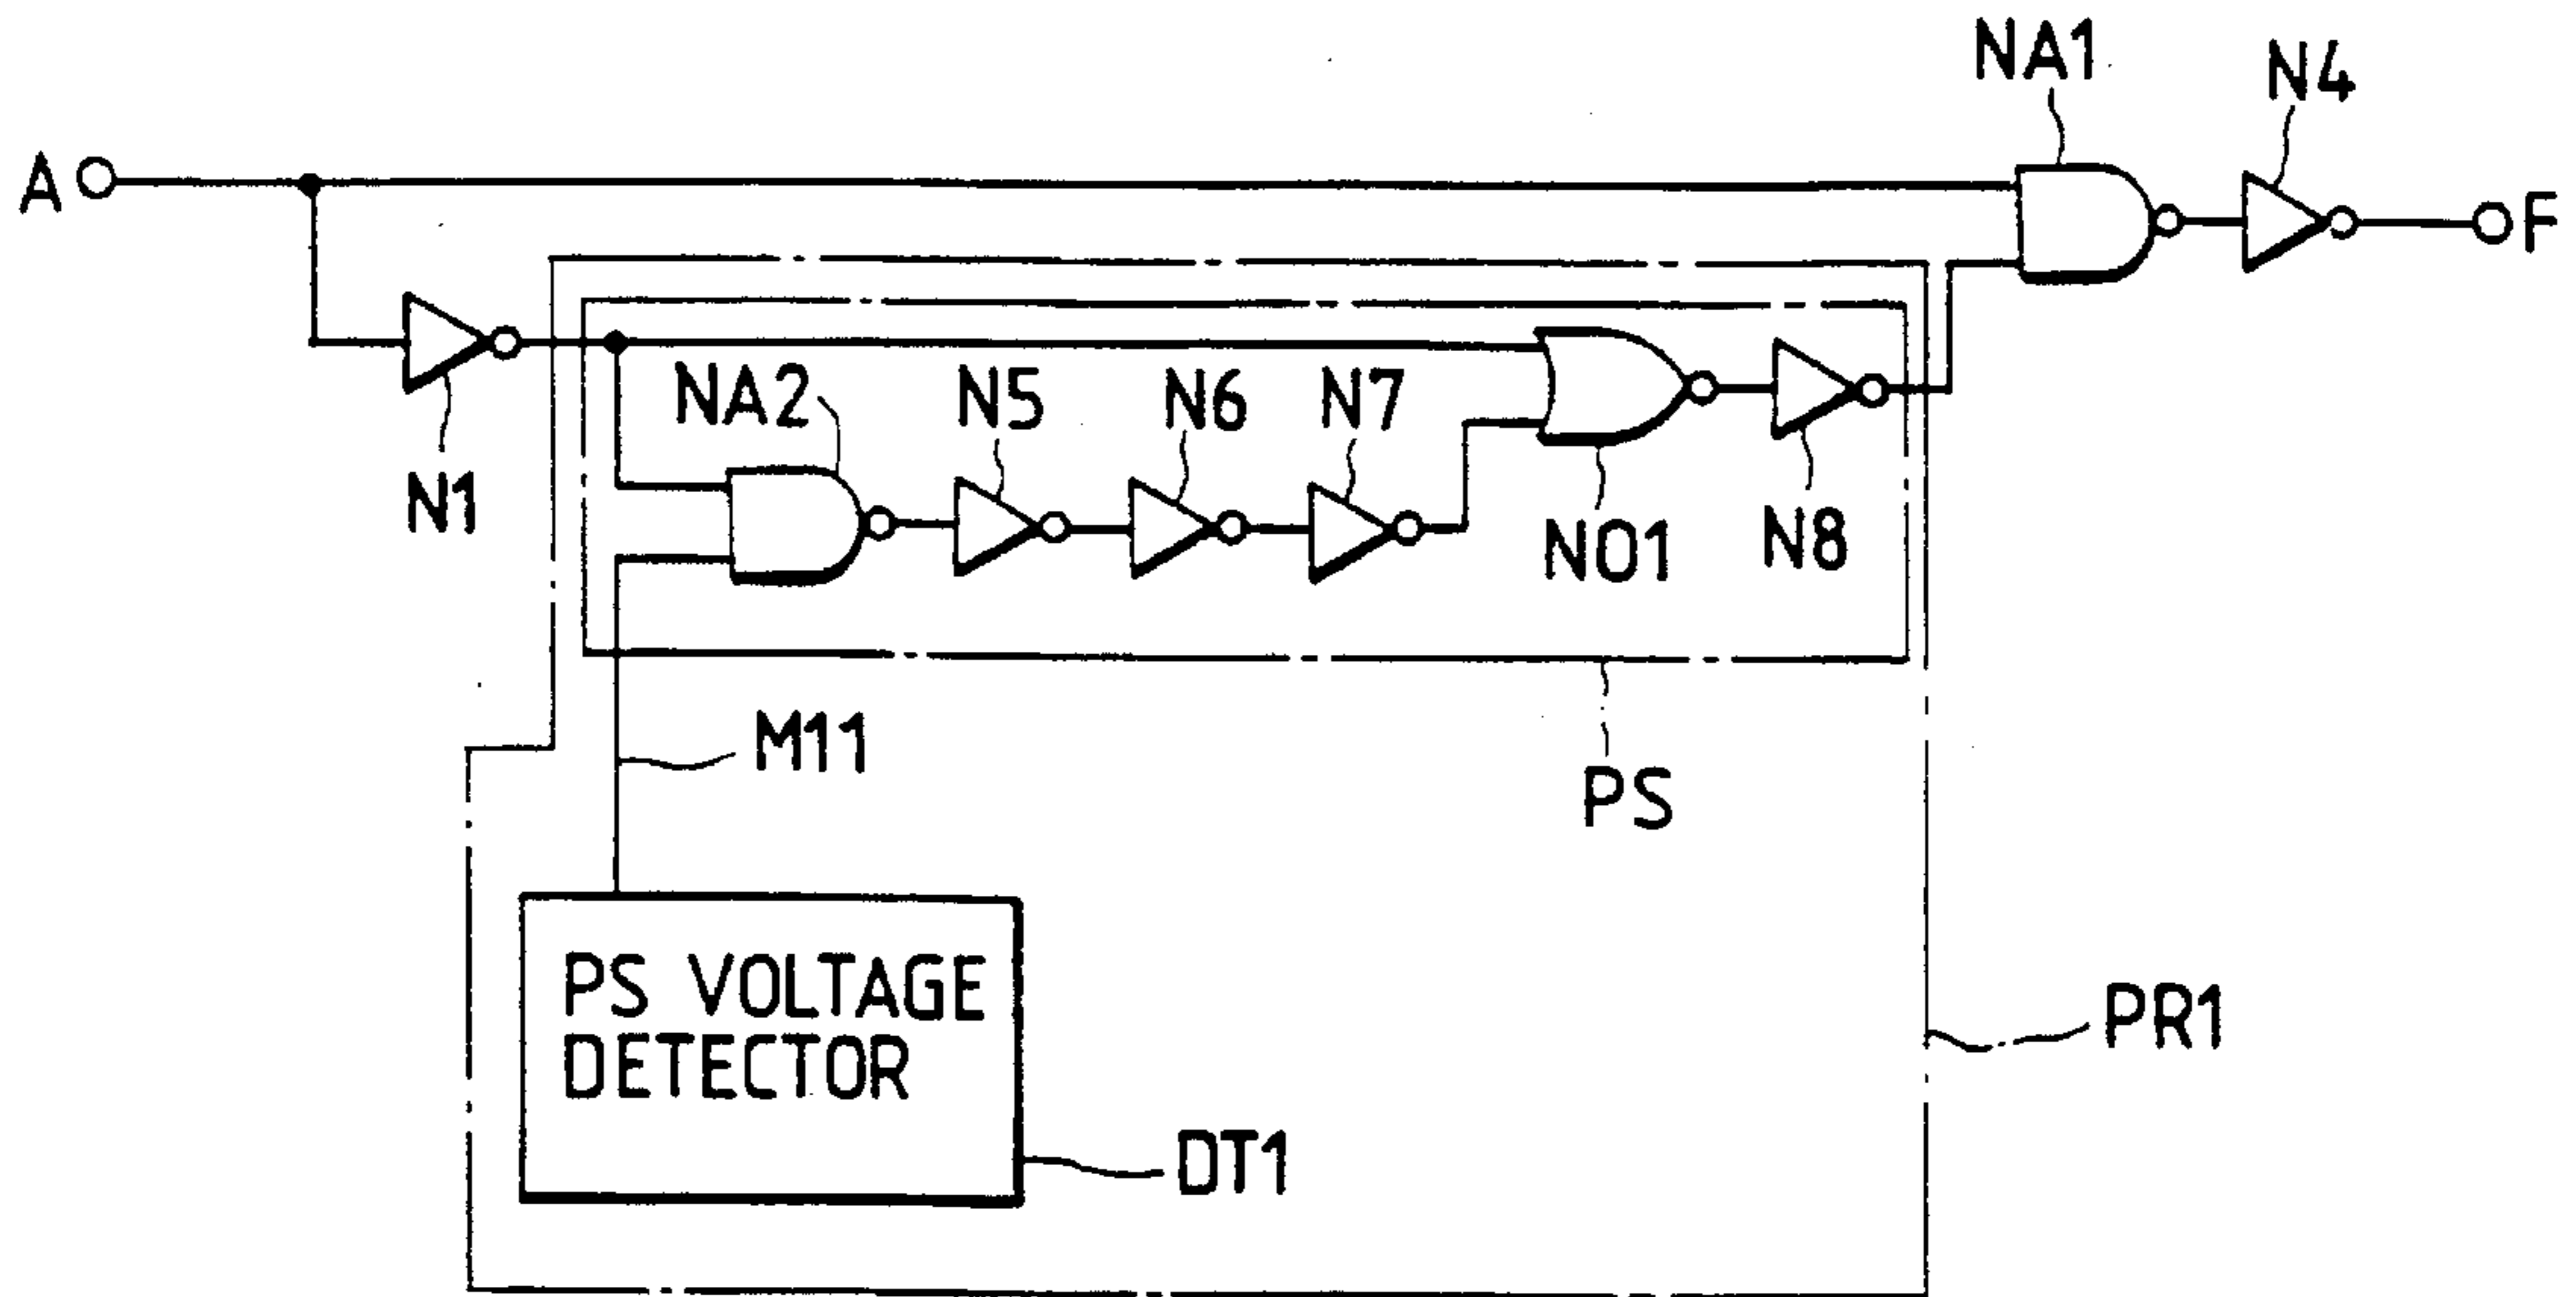 NA1
N4
A
F
N1
NA2
N5
N6
N7
NO1
N8
M11
PS
PS VOLTAGE
DETECTOR
PR1
DT1